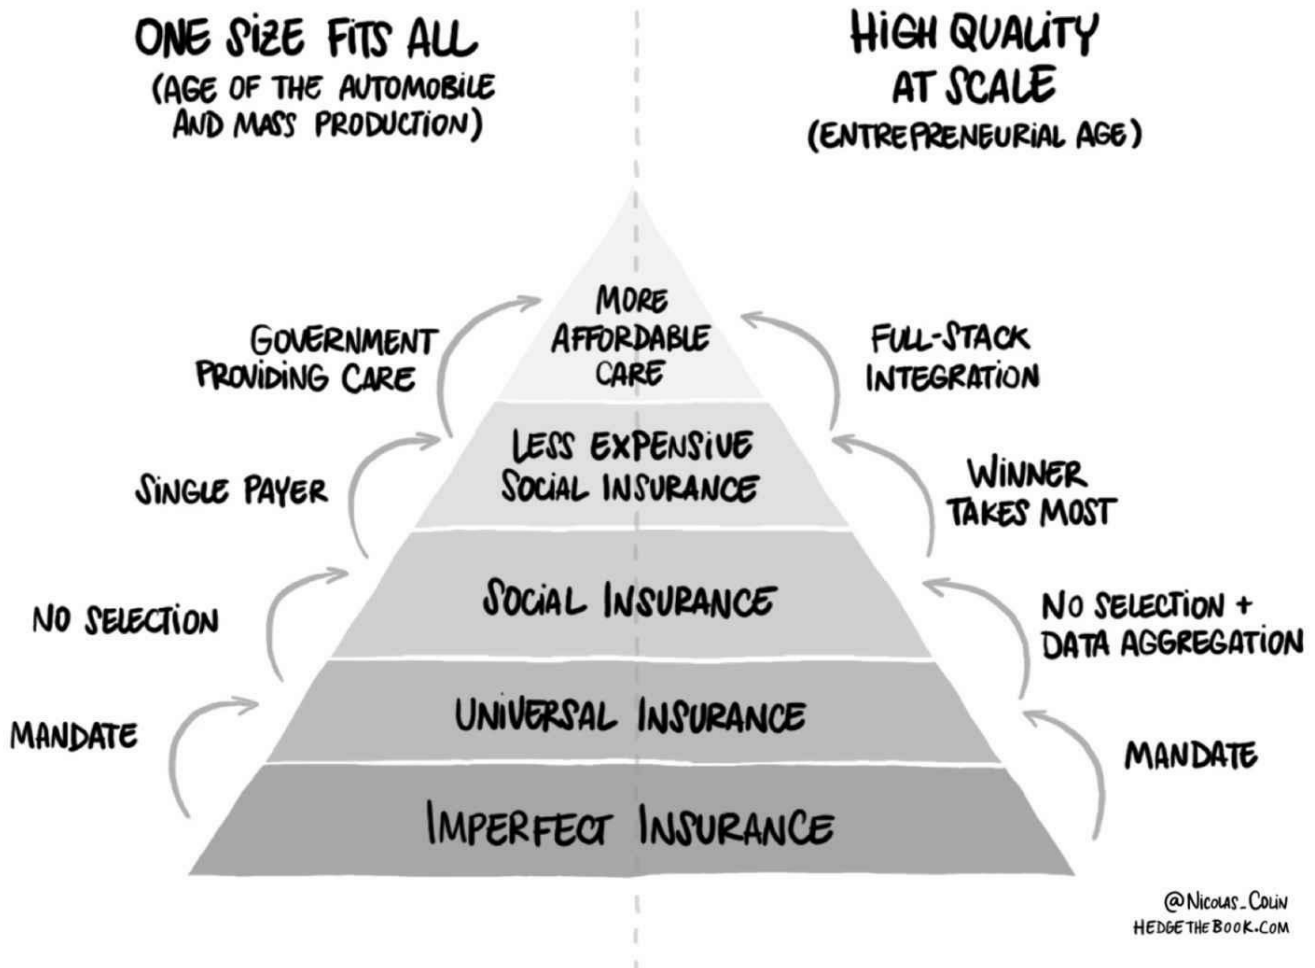 ONE SIZE FITS ALL
(AGE OF THE AUTOMOBILE
AND MASS PRODUCTION)
HIGH QUALITY
AT SCALE
(ENTREPRENEURIAL AGE)
MORE
AFFORDABLE
CARE
GOVERNMENT
PROVIDING CARE
FULL-STACK
INTEGRATION
LESS EXPENSIVE
SOCIAL INSURANCE
SINGLE PAYER
WINNER
TAKES MOST
SOCIAL INSURANCE
NO SELECTION
NO SELECTION +
DATA AGGREGATION
UNIVERSAL INSURANCE
MANDATE
MANDATE
IMPERFECT INSURANCE
@NICOLAS_COLIN
HEDGETHEBOOK.COM